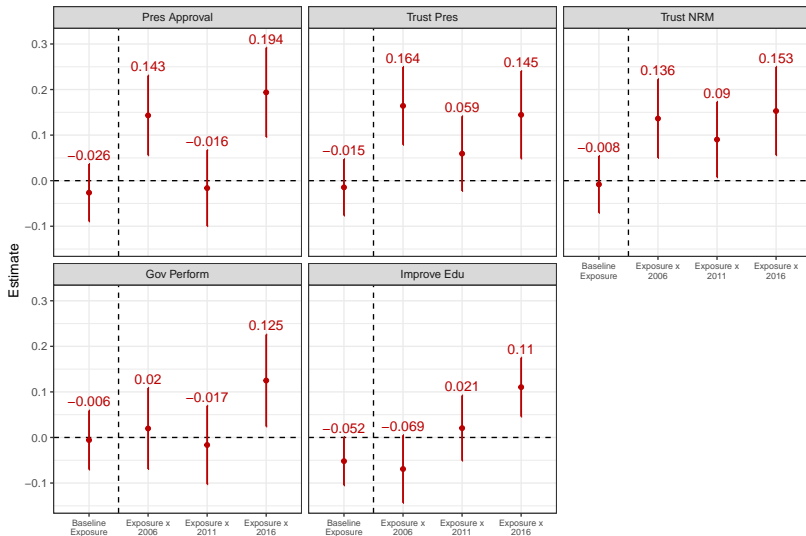 Pres Approval
Trust Pres
Trust NRM
Estimate
0.3
0.2
0.1
0.0
−0.1
−0.026
0.143
−0.016
0.194
−0.015
0.164
0.059
0.145
−0.008
0.136
0.09
0.153
Baseline
Exposure
Exposure x
2006
Exposure x
2011
Exposure x
2016
Gov Perform
Improve Edu
0.3
0.2
0.1
0.0
−0.1
−0.006
0.02
−0.017
0.125
−0.052
−0.069
0.021
0.11
Baseline
Exposure
Exposure x
2006
Exposure x
2011
Exposure x
2016
Baseline
Exposure
Exposure x
2006
Exposure x
2011
Exposure x
2016